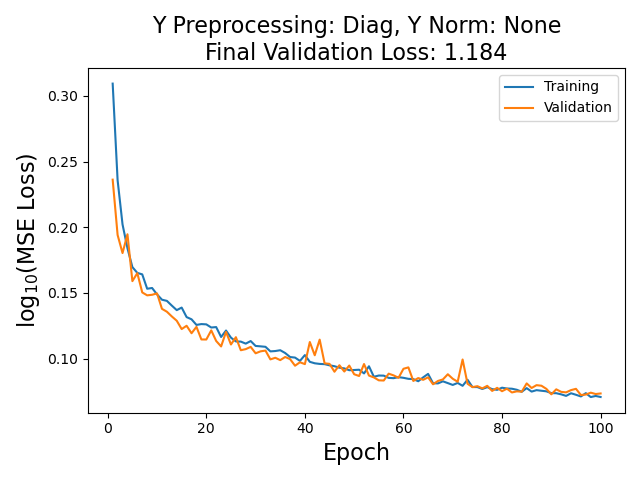 Y Preprocessing: Diag, Y Norm: None
Final Validation Loss: 1.184
Training
Validation
0.30
0.25
0.20
0.15
0.10
log₁₀(MSE Loss)
0 20 40 60 80 100
Epoch